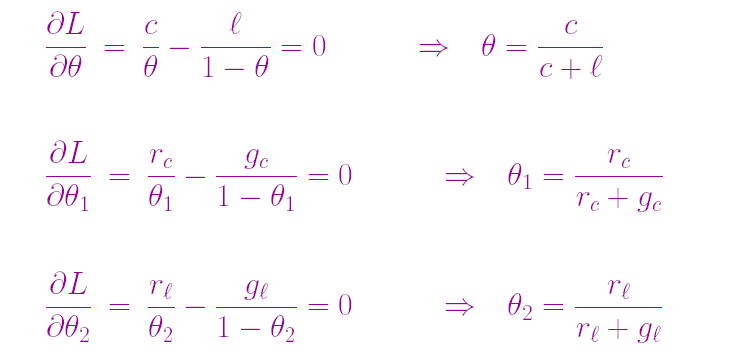 ∂L/∂θ = c/θ − ℓ/(1 − θ) = 0 ⇒ θ = c/(c + ℓ)
∂L/∂θ₁ = r_c/θ₁ − g_c/(1 − θ₁) = 0 ⇒ θ₁ = r_c/(r_c + g_c)
∂L/∂θ₂ = r_ℓ/θ₂ − g_ℓ/(1 − θ₂) = 0 ⇒ θ₂ = r_ℓ/(r_ℓ + g_ℓ)